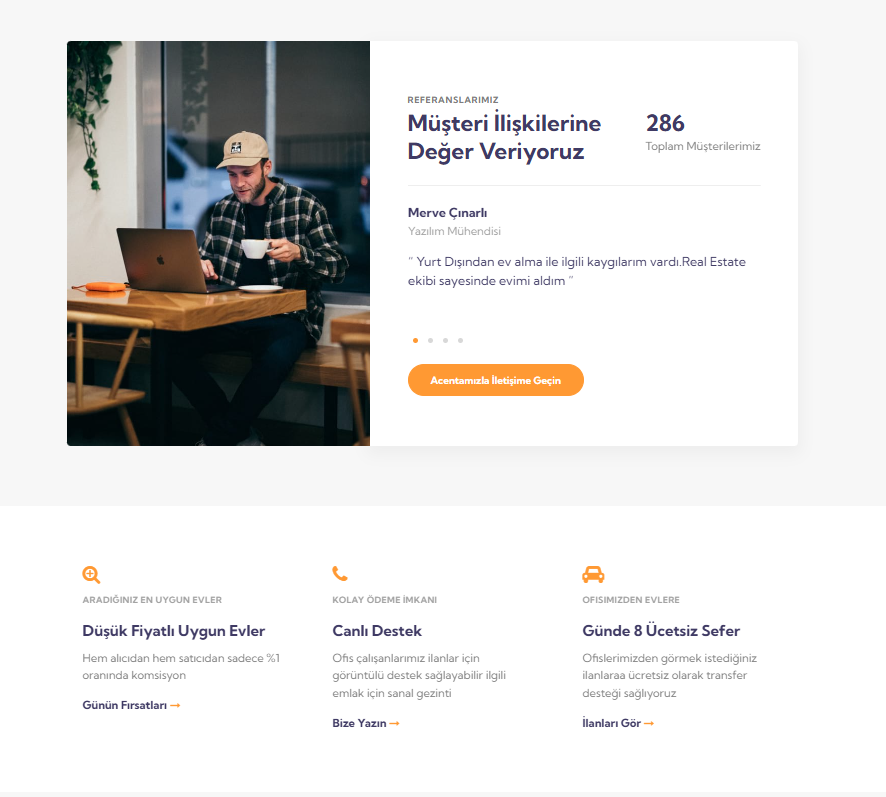 REFERANSLARIMIZ
Müşteri İlişkilerine
Değer Veriyoruz
286
Toplam Müşterilerimiz
Merve Çınarlı
Yazılım Mühendisi
“ Yurt Dışından ev alma ile ilgili kaygılarım vardı.Real Estate
ekibi sayesinde evimi aldım ”
Acentamızla İletişime Geçin
ARADIĞINIZ EN UYGUN EVLER
Düşük Fiyatlı Uygun Evler
Hem alıcıdan hem satıcıdan sadece %1
oranında komisyon
Günün Fırsatları →
KOLAY ÖDEME İMKANI
Canlı Destek
Ofis çalışanlarımız ilanlar için
görüntülü destek sağlayabilir ilgili
emlak için sanal gezinti
Bize Yazın →
OFISIMIZDEN EVLERE
Günde 8 Ücetsiz Sefer
Ofislerimizden görmek istediğiniz
ilanlaraa ücretsiz olarak transfer
desteği sağlıyoruz
İlanları Gör →